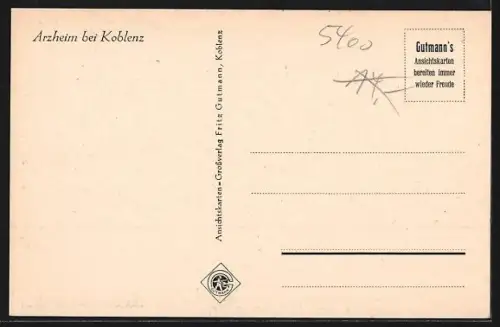 Arzheim bei Koblenz
Ansichtskarten-Großverlag Fritz Gutmann, Koblenz
5400
Gutmann's
Ansichtskarten
bereiten immer
wieder Freude